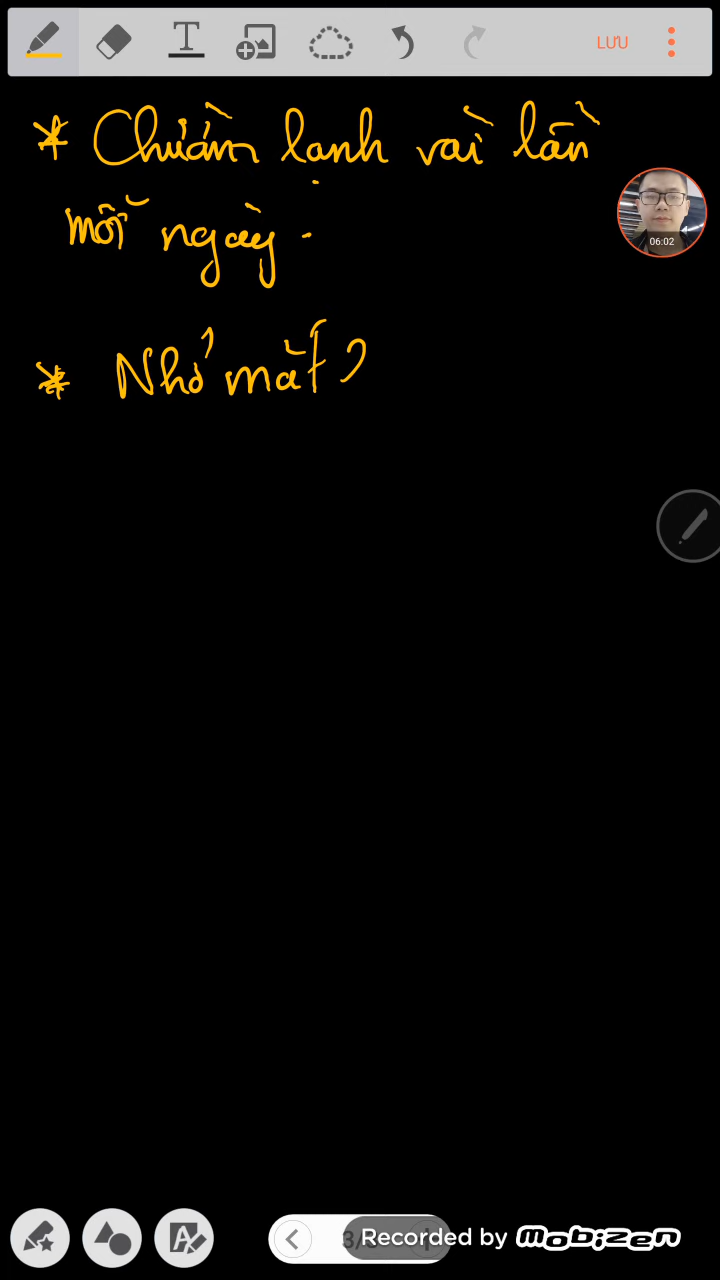 LƯU
* Chườm lạnh vài lần
mỗi ngày.
06:02
* Nhỏ mắt?
Recorded by mobizen